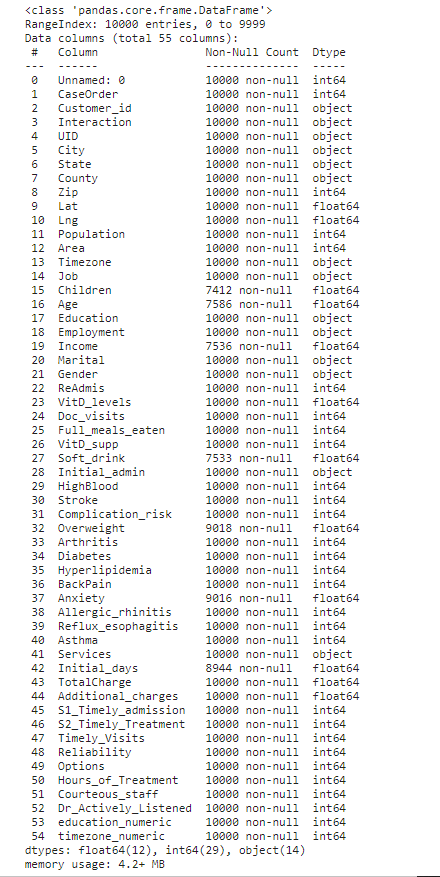 <class 'pandas.core.frame.DataFrame'>
RangeIndex: 10000 entries, 0 to 9999
Data columns (total 55 columns):
 #   Column              Non-Null Count  Dtype
---  ------              --------------  -----
 0   Unnamed: 0          10000 non-null  int64
 1   CaseOrder           10000 non-null  int64
 2   Customer_id         10000 non-null  object
 3   Interaction         10000 non-null  object
 4   UID                 10000 non-null  object
 5   City                10000 non-null  object
 6   State               10000 non-null  object
 7   County              10000 non-null  object
 8   Zip                 10000 non-null  int64
 9   Lat                 10000 non-null  float64
 10  Lng                 10000 non-null  float64
 11  Population          10000 non-null  int64
 12  Area                10000 non-null  int64
 13  Timezone            10000 non-null  object
 14  Job                 10000 non-null  object
 15  Children            7412 non-null   float64
 16  Age                 7586 non-null   float64
 17  Education           10000 non-null  object
 18  Employment          10000 non-null  object
 19  Income              7536 non-null   float64
 20  Marital             10000 non-null  object
 21  Gender              10000 non-null  object
 22  ReAdmis             10000 non-null  int64
 23  VitD_levels         10000 non-null  float64
 24  Doc_visits          10000 non-null  int64
 25  Full_meals_eaten    10000 non-null  int64
 26  VitD_supp           10000 non-null  int64
 27  Soft_drink          7533 non-null   float64
 28  Initial_admin       10000 non-null  object
 29  HighBlood           10000 non-null  int64
 30  Stroke              10000 non-null  int64
 31  Complication_risk   10000 non-null  int64
 32  Overweight          9018 non-null   float64
 33  Arthritis           10000 non-null  int64
 34  Diabetes            10000 non-null  int64
 35  Hyperlipidemia      10000 non-null  int64
 36  BackPain            10000 non-null  int64
 37  Anxiety             9016 non-null   float64
 38  Allergic_rhinitis   10000 non-null  int64
 39  Reflux_esophagitis  10000 non-null  int64
 40  Asthma              10000 non-null  int64
 41  Services            10000 non-null  object
 42  Initial_days        8944 non-null   float64
 43  TotalCharge         10000 non-null  float64
 44  Additional_charges  10000 non-null  float64
 45  S1_Timely_admission  10000 non-null  int64
 46  S2_Timely_Treatment  10000 non-null  int64
 47  Timely_Visits       10000 non-null  int64
 48  Reliability         10000 non-null  int64
 49  Options             10000 non-null  int64
 50  Hours_of_Treatment  10000 non-null  int64
 51  Courteous_staff     10000 non-null  int64
 52  Dr_Actively_Listened  10000 non-null  int64
 53  education_numeric   10000 non-null  int64
 54  timezone_numeric    10000 non-null  int64
dtypes: float64(12), int64(29), object(14)
memory usage: 4.2+ MB